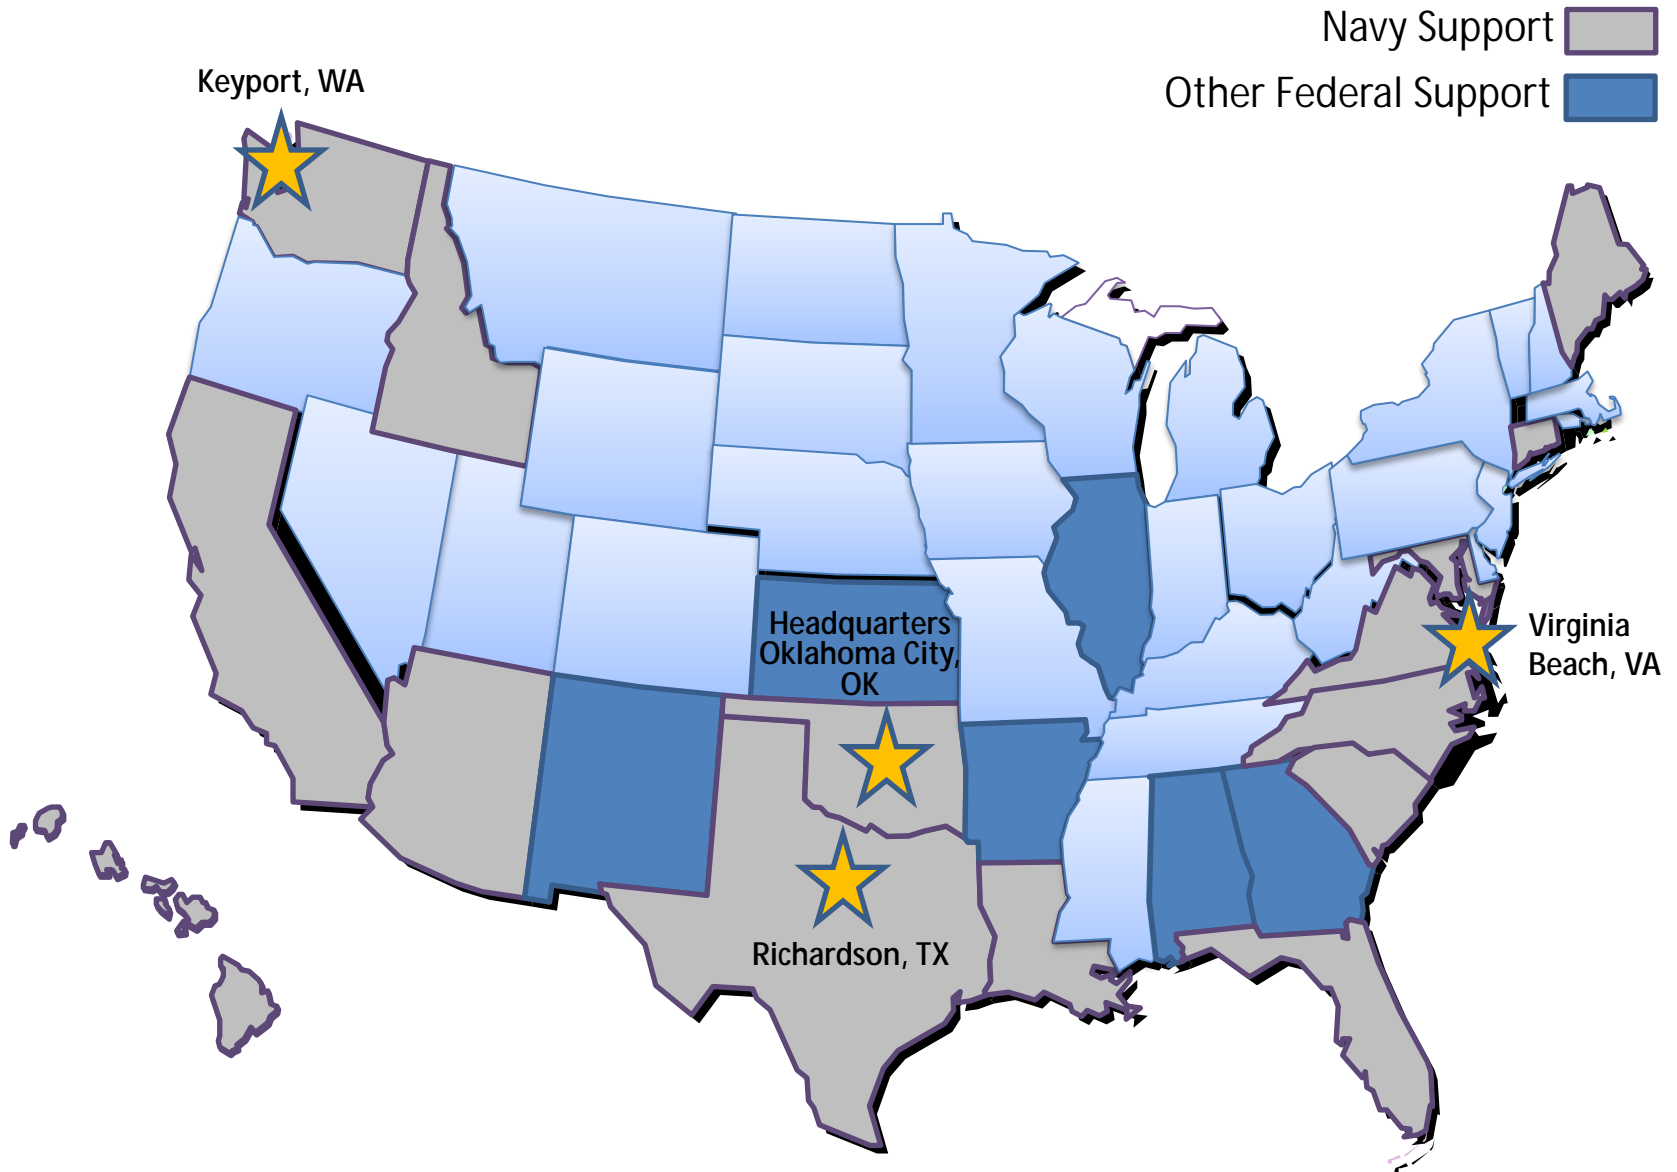 Navy Support
Other Federal Support
Keyport, WA
Headquarters
Oklahoma City,
OK
Virginia
Beach, VA
Richardson, TX